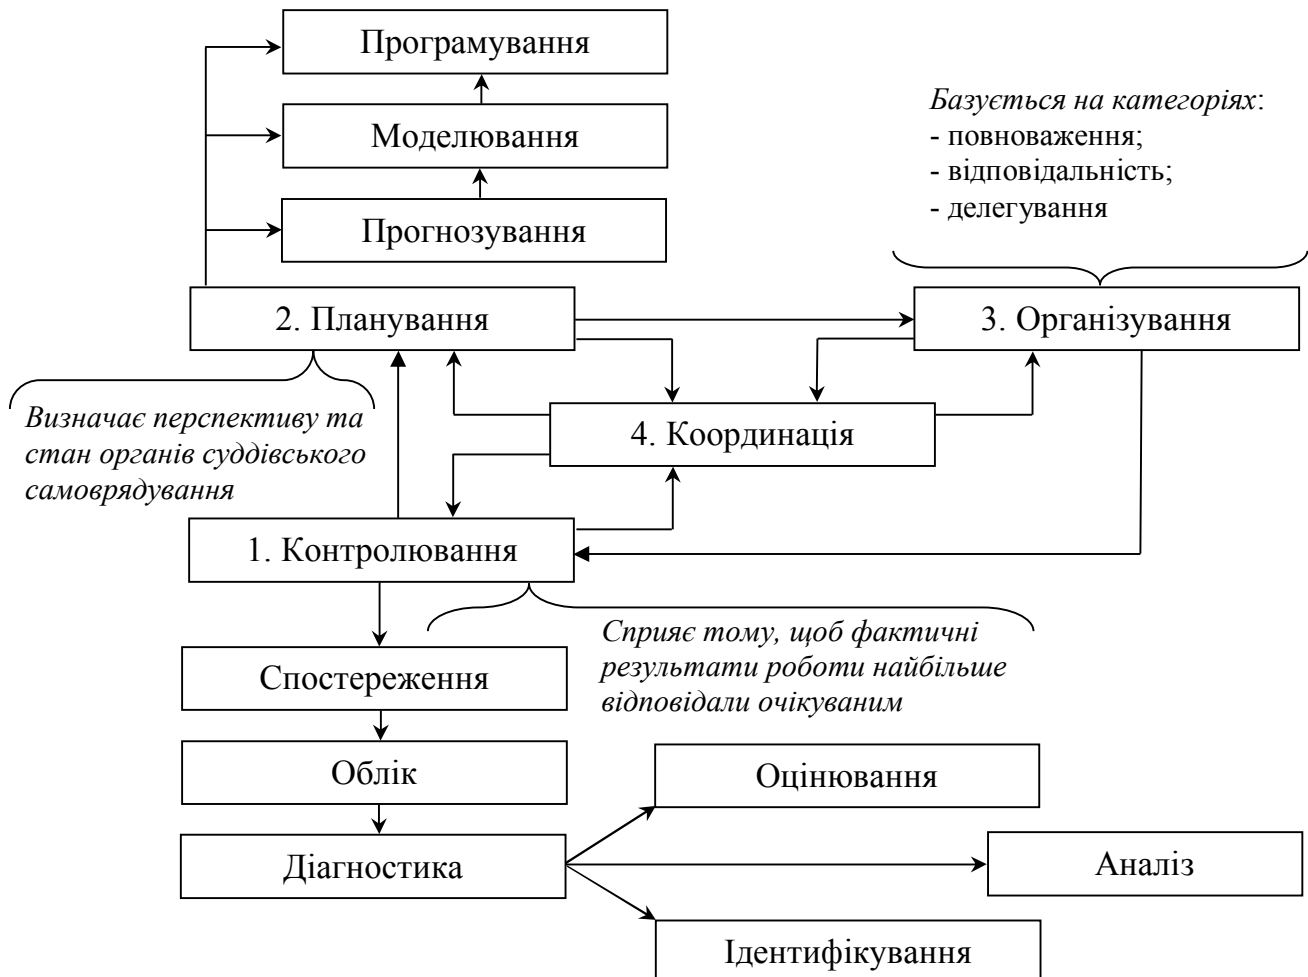 Програмування
Моделювання
Прогнозування
Базується на категоріях:
- повноваження;
- відповідальність;
- делегування
2. Планування
3. Організування
Визначає перспективу та
стан органів суддівського
самоврядування
4. Координація
1. Контролювання
Сприяє тому, щоб фактичні
результати роботи найбільше
відповідали очікуваним
Спостереження
Облік
Оцінювання
Діагностика
Аналіз
Ідентифікування